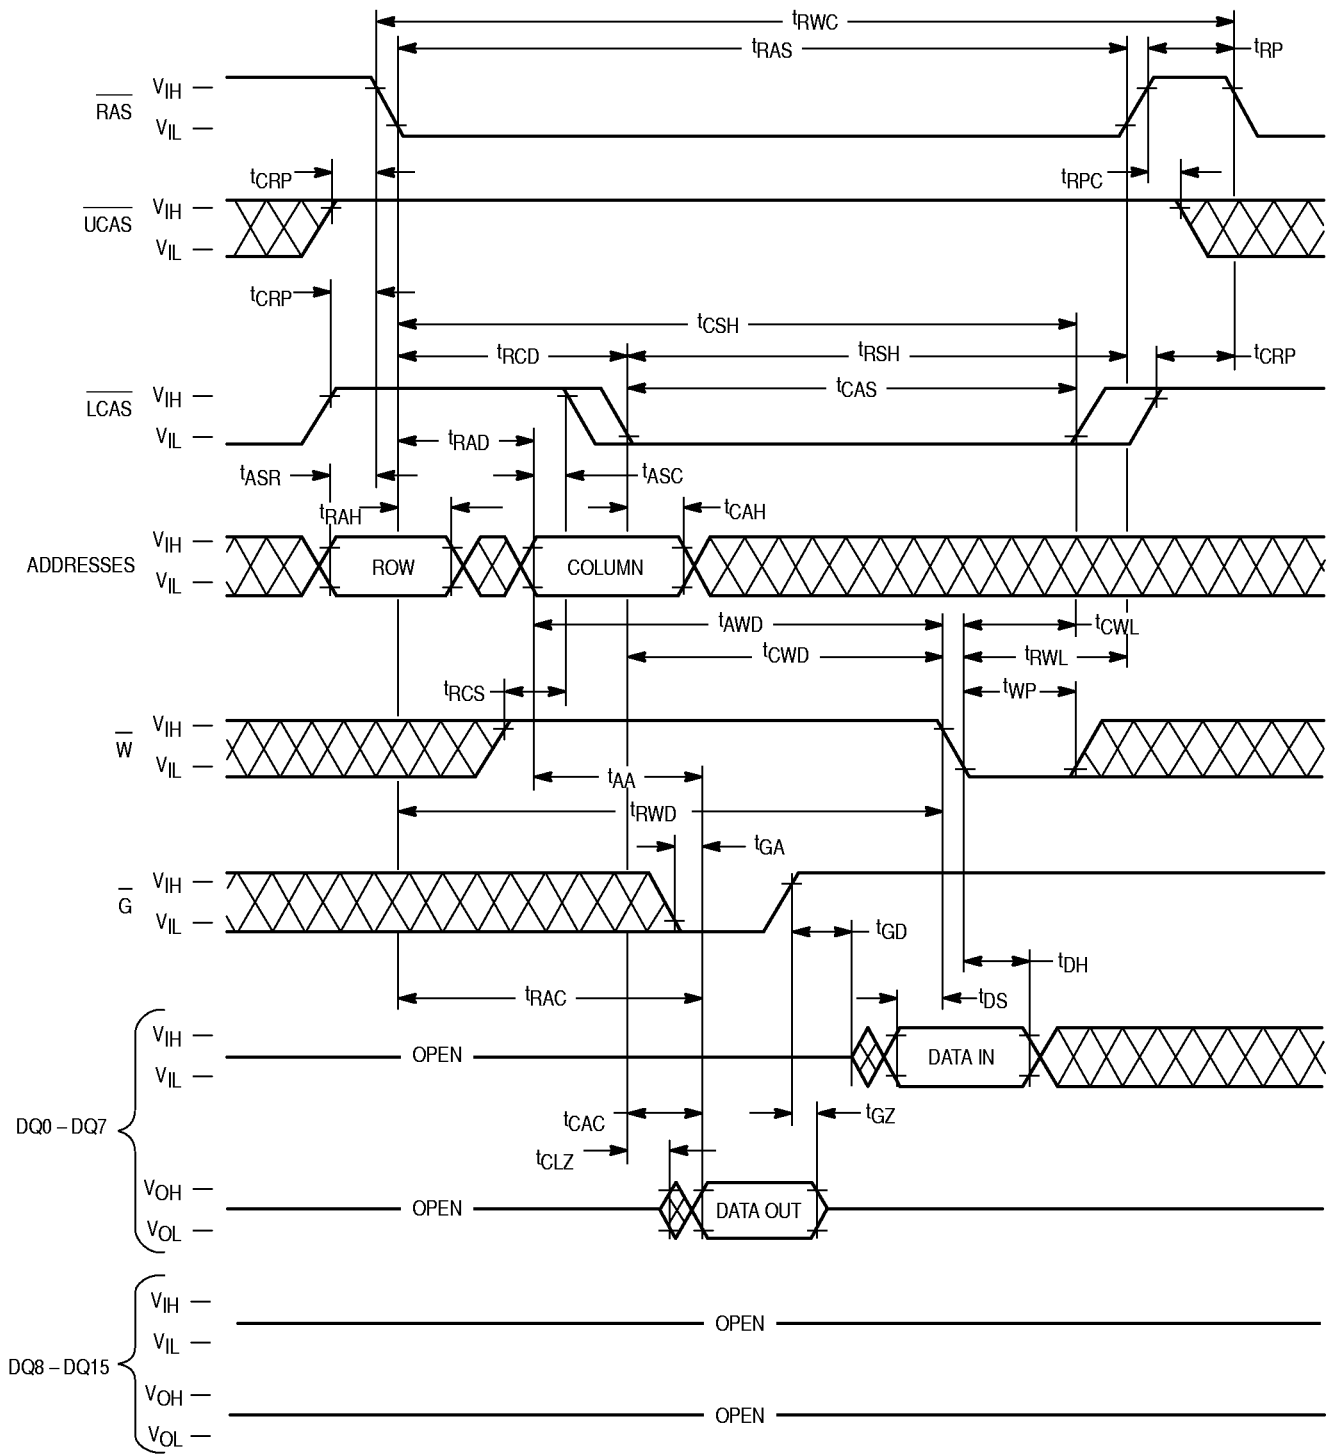 tRWC
tRAS
tRP
RAS
VIH
VIL
tCRP
tRPC
UCAS
VIH
VIL
tCRP
tCSH
tRCD
tRSH
tCRP
tCAS
LCAS
VIH
VIL
tRAD
tASR
tASC
tRAH
tCAH
ADDRESSES
VIH
VIL
ROW
COLUMN
tAWD
tCWL
tCWD
tRWL
tRCS
tWP
W
VIH
VIL
tAA
tRWD
tGA
G
VIH
VIL
tGD
tDH
tRAC
tDS
VIH
VIL
OPEN
DATA IN
DQ0 – DQ7
tCAC
tGZ
tCLZ
VOH
VOL
OPEN
DATA OUT
VIH
VIL
OPEN
DQ8 – DQ15
VOH
VOL
OPEN